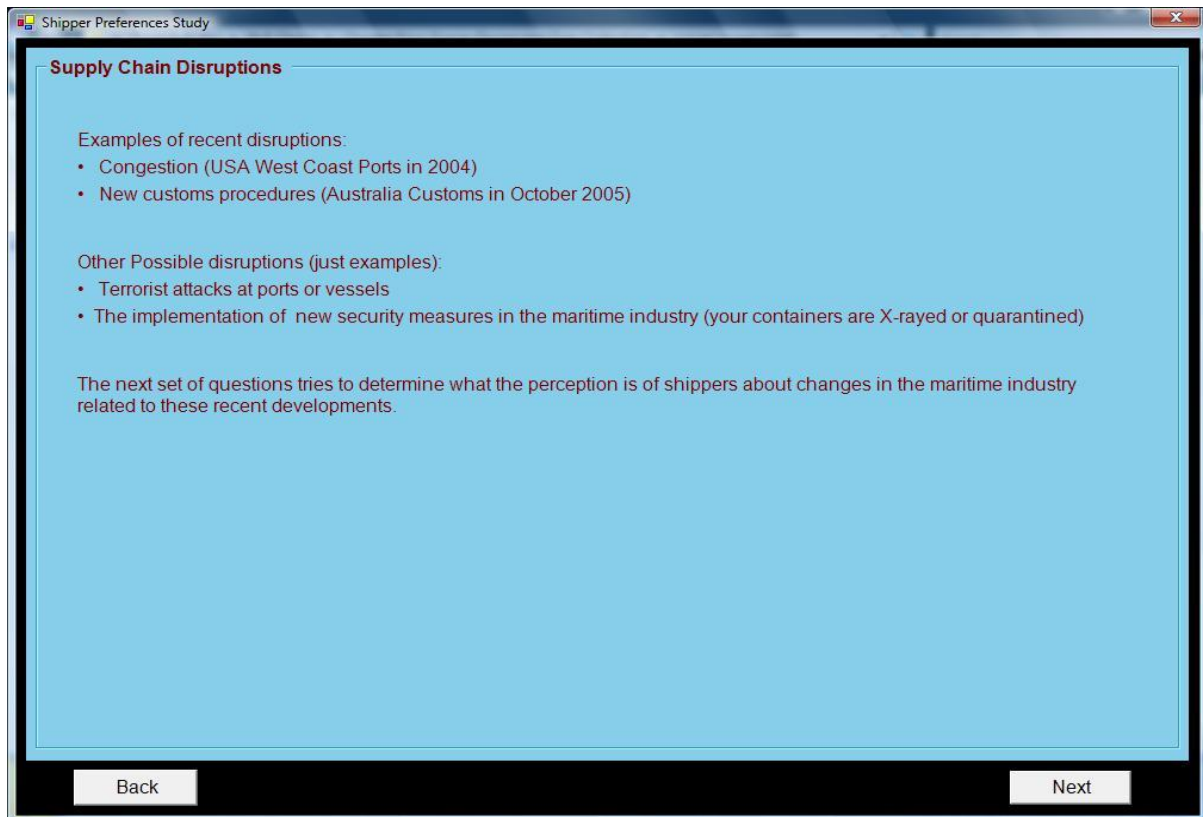 Shipper Preferences Study
Supply Chain Disruptions
Examples of recent disruptions:
• Congestion (USA West Coast Ports in 2004)
• New customs procedures (Australia Customs in October 2005)
Other Possible disruptions (just examples):
• Terrorist attacks at ports or vessels
• The implementation of  new security measures in the maritime industry (your containers are X-rayed or quarantined)
The next set of questions tries to determine what the perception is of shippers about changes in the maritime industry
related to these recent developments.
Back
Next